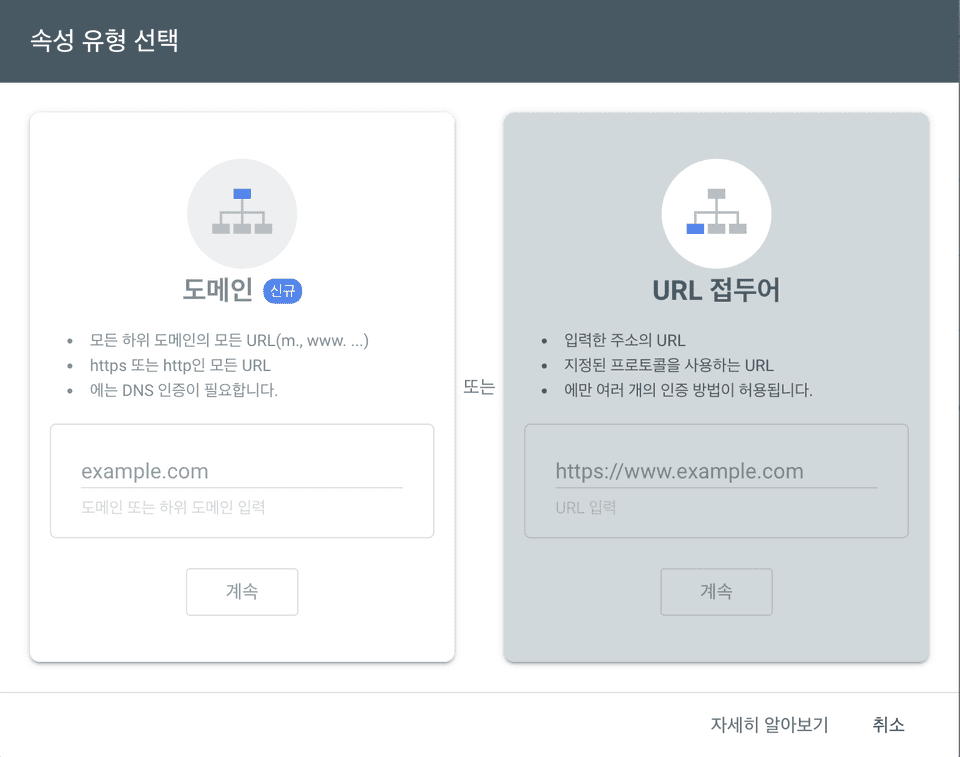 속성 유형 선택
도메인 신규
모든 하위 도메인의 모든 URL(m., www. ...)
https 또는 http인 모든 URL
에는 DNS 인증이 필요합니다.
example.com
도메인 또는 하위 도메인 입력
계속
또는
URL 접두어
입력한 주소의 URL
지정된 프로토콜을 사용하는 URL
에만 여러 개의 인증 방법이 허용됩니다.
https://www.example.com
URL 입력
계속
자세히 알아보기
취소